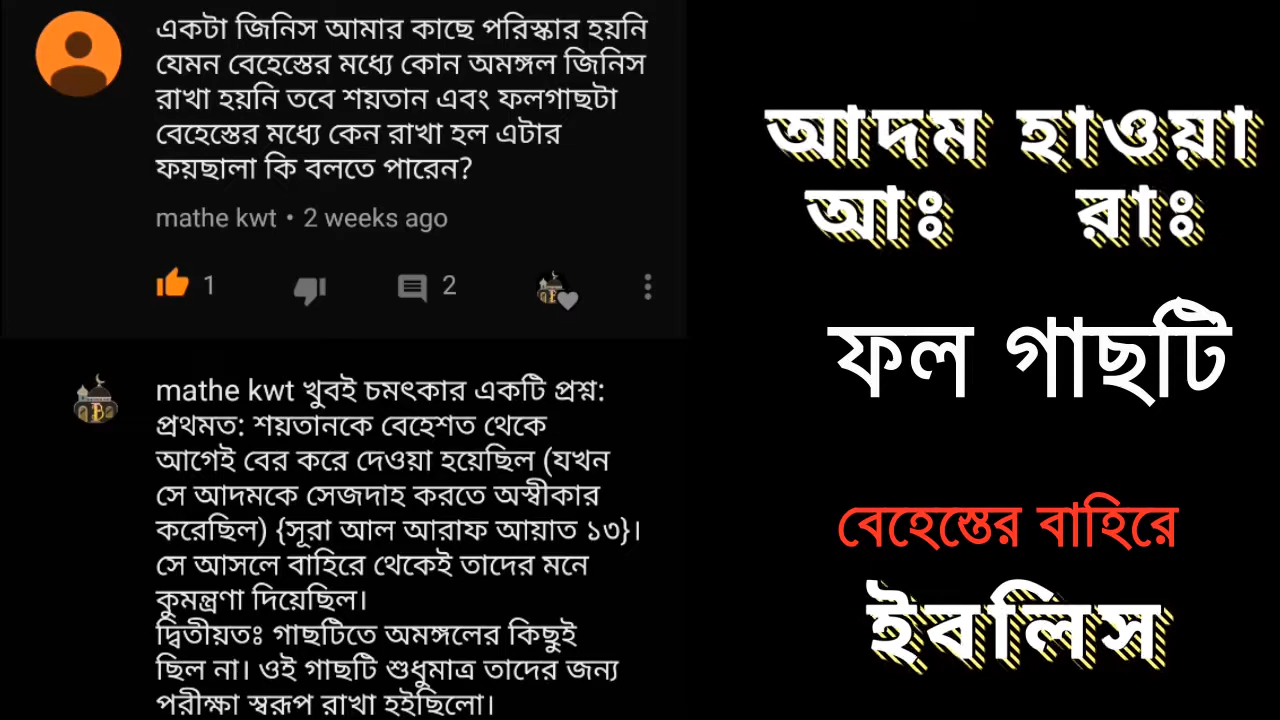 একটা জিনিস আমার কাছে পরিস্কার হয়নি
যেমন বেহেস্তের মধ্যে কোন অমঙ্গল জিনিস
রাখা হয়নি তবে শয়তান এবং ফলগাছটা
বেহেস্তের মধ্যে কেন রাখা হল এটার
ফয়ছালা কি বলতে পারেন?
mathe kwt • 2 weeks ago
1
2
mathe kwt খুবই চমৎকার একটি প্রশ্ন:
প্রথমত: শয়তানকে বেহেশত থেকে
আগেই বের করে দেওয়া হয়েছিল (যখন
সে আদমকে সেজদাহ করতে অস্বীকার
করেছিল) {সূরা আল আরাফ আয়াত ১৩}।
সে আসলে বাহিরে থেকেই তাদের মনে
কুমন্ত্রণা দিয়েছিল।
দ্বিতীয়তঃ গাছটিতে অমঙ্গলের কিছুই
ছিল না। ওই গাছটি শুধুমাত্র তাদের জন্য
পরীক্ষা স্বরূপ রাখা হইছিলো।
আদম হাওয়া
আঃ রাঃ
ফল গাছটি
বেহেস্তের বাহিরে
ইবলিস